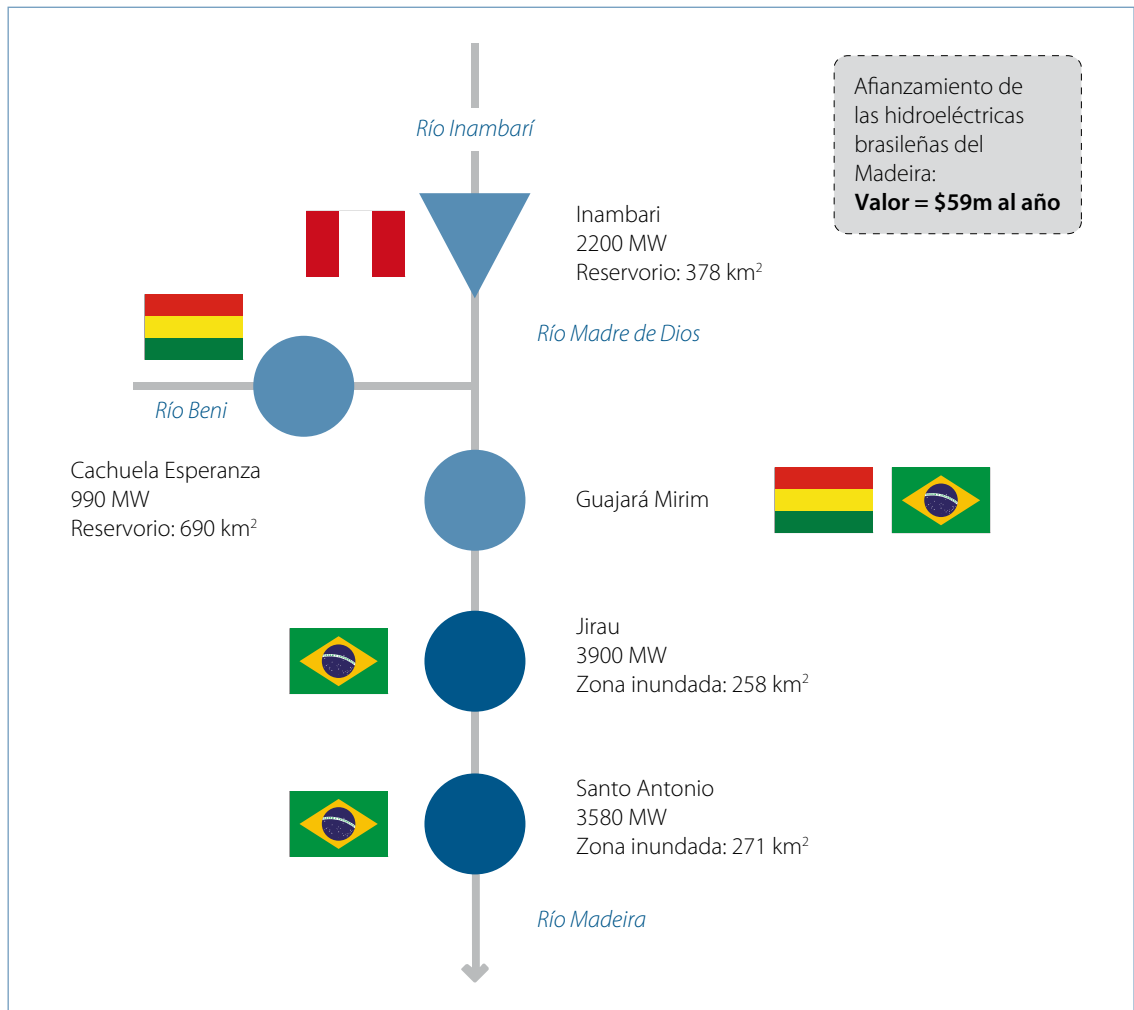 Río Inambarí
Afianzamiento de
las hidroeléctricas
brasileñas del
Madeira:
Valor = $59m al año
Inambari
2200 MW
Reservorio: 378 km²
Río Madre de Dios
Río Beni
Cachuela Esperanza
990 MW
Reservorio: 690 km²
Guajará Mirim
Jirau
3900 MW
Zona inundada: 258 km²
Santo Antonio
3580 MW
Zona inundada: 271 km²
Río Madeira